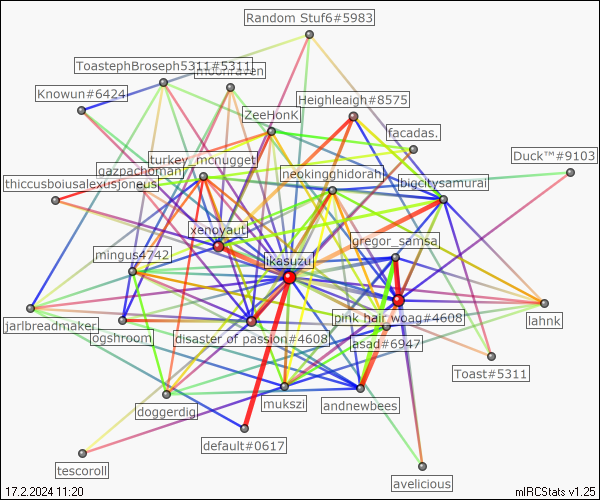 Random Stuf6#5983
ToastephBroseph5311#5311
moonraven
Knowun#6424
Heighleigh#8575
ZeeHonK
facadas.
Duck™#9103
turkey_mcnugget
gazpachoman
neokingghidorah
thiccusboiusalexusjoneus
bigcitysamurai
xenoyaut
gregor_samsa
mingus4742
ikasuzu
jarlbreadmaker
ogshroom
disaster of passion#4608
pink hair woag#4608
lahnk
lasad#6947
Toast#5311
doggerdig
mukszi
andnewbees
default#0617
tescoroll
avelicious
17.2.2024 11:20
mIRCStats v1.25